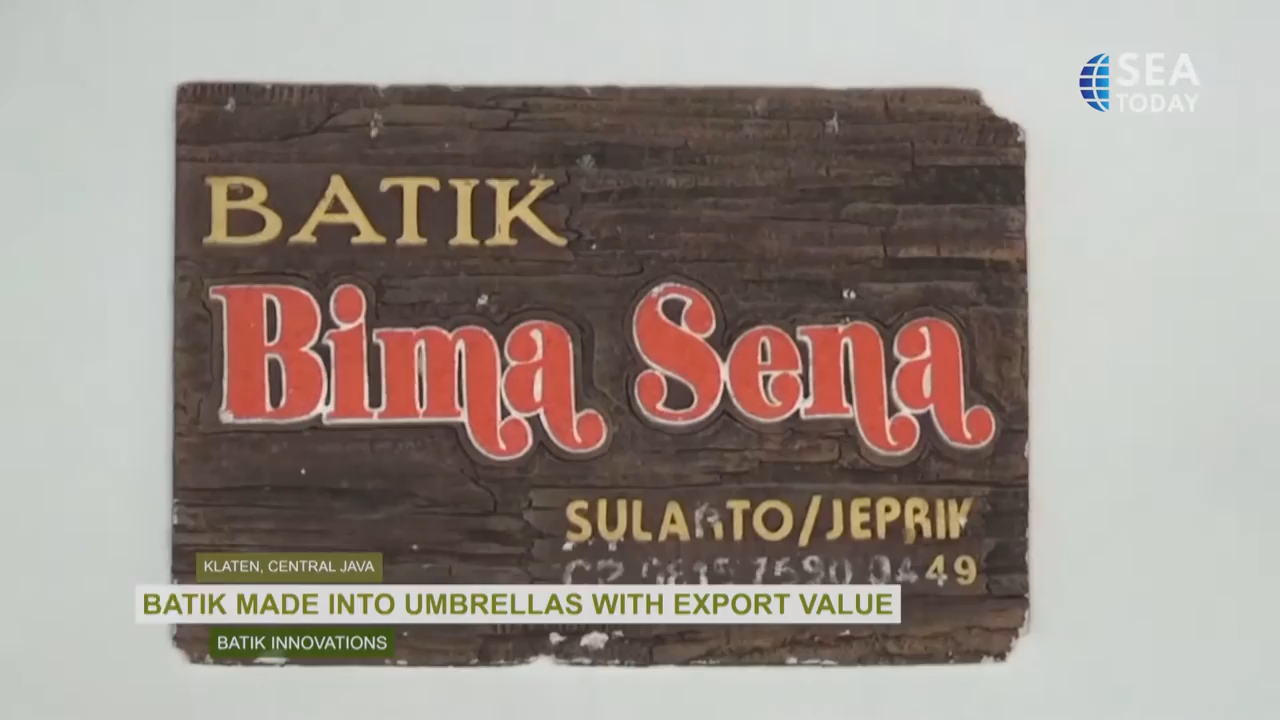 SEA
TODAY
BATIK
Bima Sena
SULARTO/JEPRIK
49
KLATEN, CENTRAL JAVA
BATIK MADE INTO UMBRELLAS WITH EXPORT VALUE
BATIK INNOVATIONS